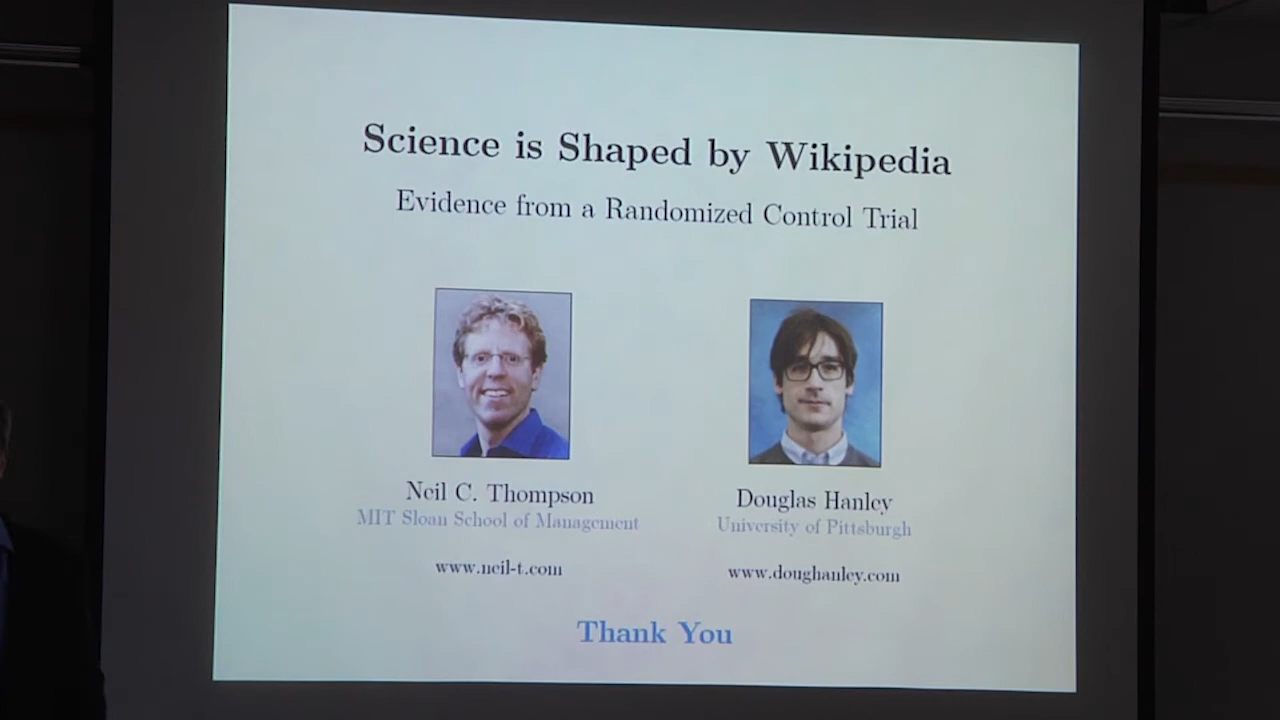 Science is Shaped by Wikipedia
Evidence from a Randomized Control Trial
Neil C. Thompson
MIT Sloan School of Management
www.neil-t.com
Douglas Hanley
University of Pittsburgh
www.doughanley.com
Thank You